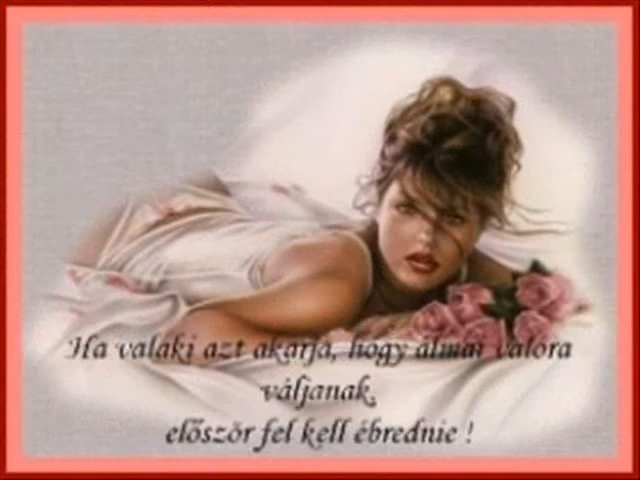 Ha valaki azt akarja, hogy álmai valóra
váljanak,
először fel kell ébrednie !